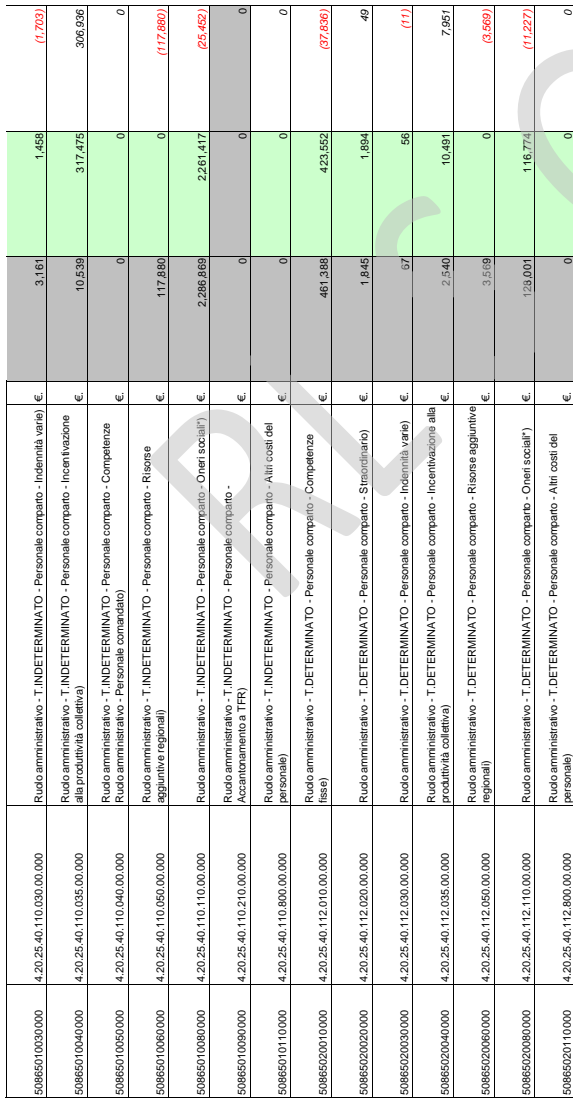 50865010030000 4.20.25.40.110.030.00.000 Ruolo amministrativo - T.INDETERMINATO - Personale comparto - Indennità varie) €. 3,161 1,458 (1,703)
50865010040000 4.20.25.40.110.035.00.000 Ruolo amministrativo - T.INDETERMINATO - Personale comparto - Incentivazione
alla produttività collettiva) €. 10,539 317,475 306,936
50865010050000 4.20.25.40.110.040.00.000 Ruolo amministrativo - T.INDETERMINATO - Personale comparto - Competenze
Ruolo amministrativo - Personale comandato) €. 0 0 0
50865010060000 4.20.25.40.110.050.00.000 Ruolo amministrativo - T.INDETERMINATO - Personale comparto - Risorse
aggiuntive regionali) €. 117,880 0 (117,880)
50865010080000 4.20.25.40.110.110.00.000 Ruolo amministrativo - T.INDETERMINATO - Personale comparto - Oneri sociali*) €. 2,286,869 2,261,417 (25,452)
50865010090000 4.20.25.40.110.210.00.000 Ruolo amministrativo - T.INDETERMINATO - Personale comparto -
Accantonamento a TFR) €. 0 0 0
50865010110000 4.20.25.40.110.800.00.000 Ruolo amministrativo - T.INDETERMINATO - Personale comparto - Altri costi del
personale) €. 0 0 0
50865020010000 4.20.25.40.112.010.00.000 Ruolo amministrativo - T.DETERMINATO - Personale comparto - Competenze
fisse) €. 461,388 423,552 (37,836)
50865020020000 4.20.25.40.112.020.00.000 Ruolo amministrativo - T.DETERMINATO - Personale comparto - Straordinario) €. 1,845 1,894 49
50865020030000 4.20.25.40.112.030.00.000 Ruolo amministrativo - T.DETERMINATO - Personale comparto - Indennità varie) €. 67 56 (11)
50865020040000 4.20.25.40.112.035.00.000 Ruolo amministrativo - T.DETERMINATO - Personale comparto - Incentivazione alla
produttività collettiva) €. 2,540 10,491 7,951
50865020060000 4.20.25.40.112.050.00.000 Ruolo amministrativo - T.DETERMINATO - Personale comparto - Risorse aggiuntive
regionali) €. 3,569 0 (3,569)
50865020080000 4.20.25.40.112.110.00.000 Ruolo amministrativo - T.DETERMINATO - Personale comparto - Oneri sociali*) €. 128,001 116,774 (11,227)
50865020110000 4.20.25.40.112.800.00.000 Ruolo amministrativo - T.DETERMINATO - Personale comparto - Altri costi del
personale) €. 0 0 0